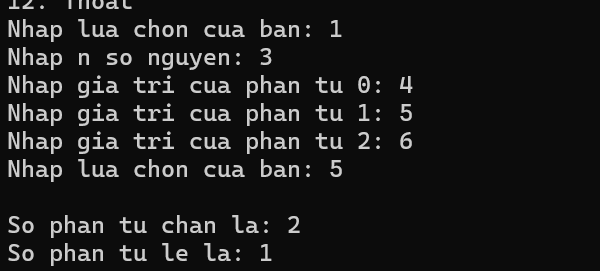 12. Thoat
Nhap lua chon cua ban: 1
Nhap n so nguyen: 3
Nhap gia tri cua phan tu 0: 4
Nhap gia tri cua phan tu 1: 5
Nhap gia tri cua phan tu 2: 6
Nhap lua chon cua ban: 5
So phan tu chan la: 2
So phan tu le la: 1